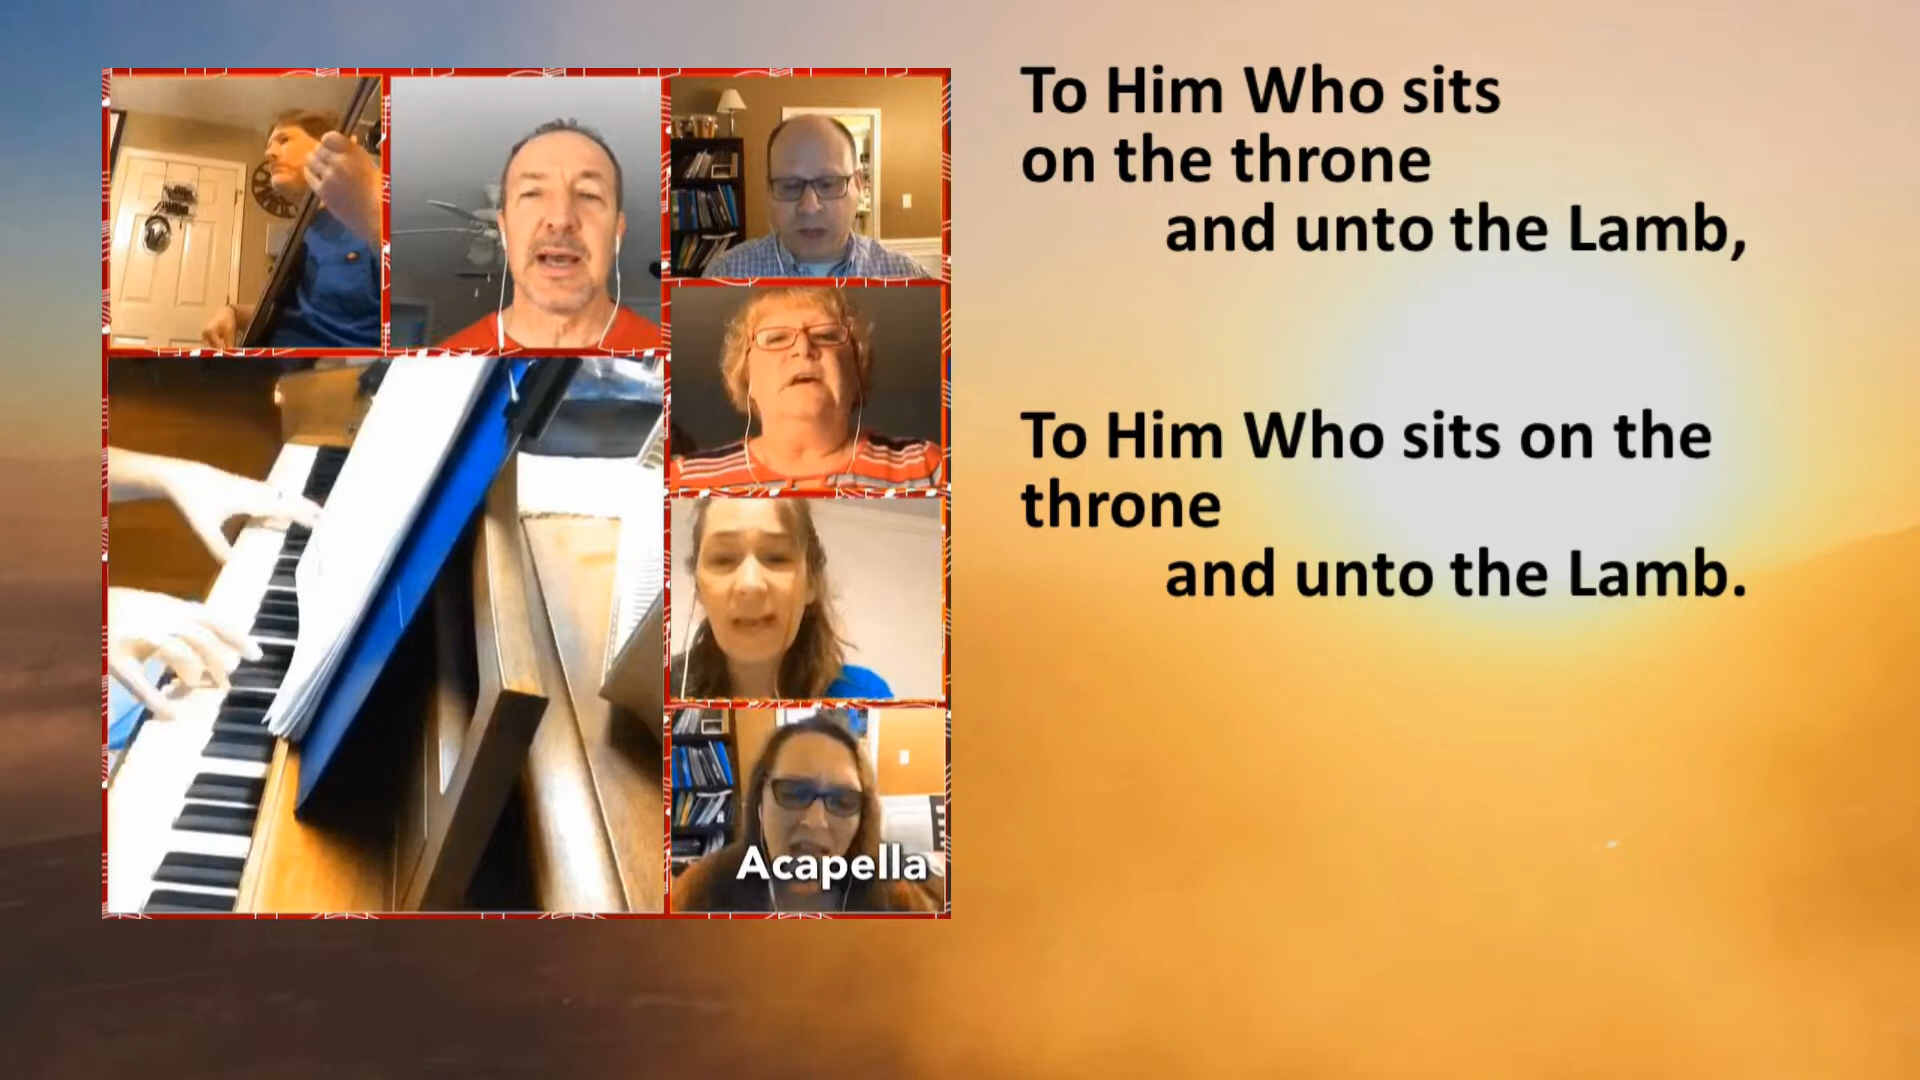 To Him Who sits
on the throne
and unto the Lamb,
To Him Who sits on the
throne
and unto the Lamb.
Acapella